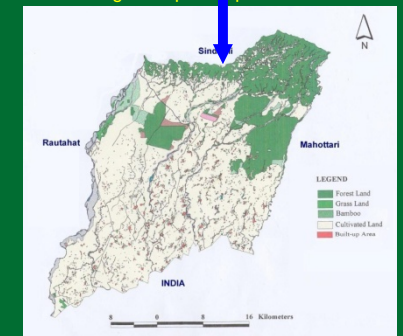 N
Rautahat
Mahottari
LEGEND
Forest Land
Grass Land
Bamboo
Cultivated Land
Built-up Area
INDIA
8 0 8 16 Kilometers